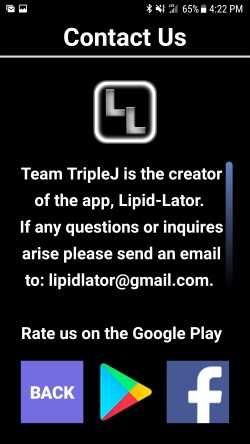 65% 4:22 PM
Contact Us
LL
Team TripleJ is the creator
of the app, Lipid-Lator.
If any questions or inquires
arise please send an email
to: lipidlator@gmail.com.
Rate us on the Google Play
BACK
f